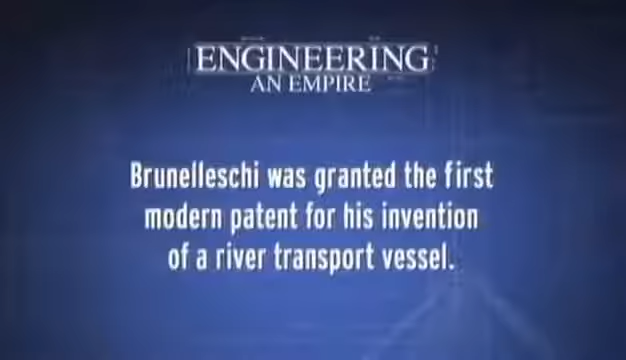 ENGINEERING
AN EMPIRE
Brunelleschi was granted the first
modern patent for his invention
of a river transport vessel.